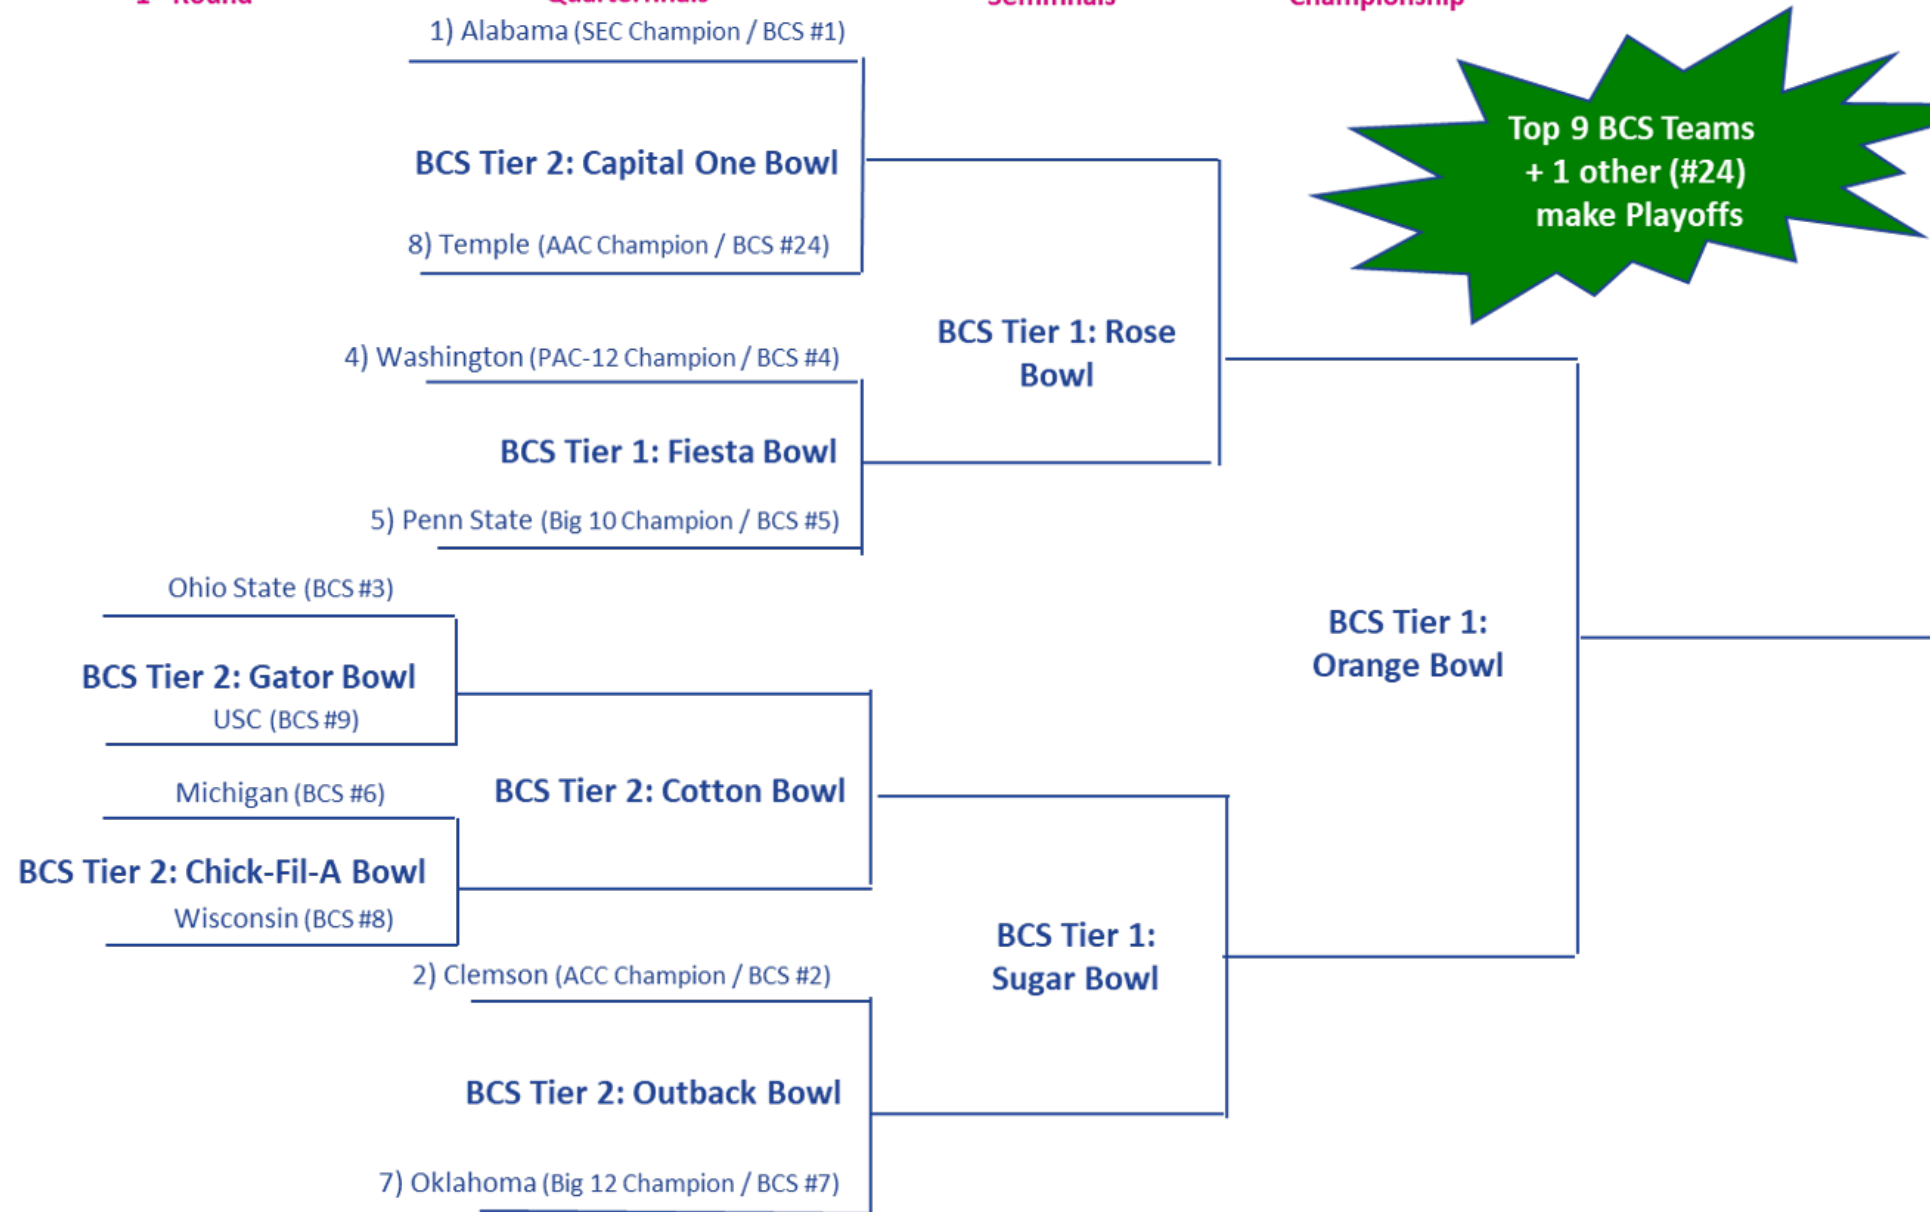 1st Round
Quarterfinals
Semifinals
Championship
1) Alabama (SEC Champion / BCS #1)
BCS Tier 2: Capital One Bowl
8) Temple (AAC Champion / BCS #24)
Top 9 BCS Teams
+ 1 other (#24)
make Playoffs
4) Washington (PAC-12 Champion / BCS #4)
BCS Tier 1: Rose
Bowl
BCS Tier 1: Fiesta Bowl
5) Penn State (Big 10 Champion / BCS #5)
Ohio State (BCS #3)
BCS Tier 2: Gator Bowl
USC (BCS #9)
BCS Tier 1:
Orange Bowl
Michigan (BCS #6)
BCS Tier 2: Cotton Bowl
BCS Tier 2: Chick-Fil-A Bowl
Wisconsin (BCS #8)
BCS Tier 1:
Sugar Bowl
2) Clemson (ACC Champion / BCS #2)
BCS Tier 2: Outback Bowl
7) Oklahoma (Big 12 Champion / BCS #7)